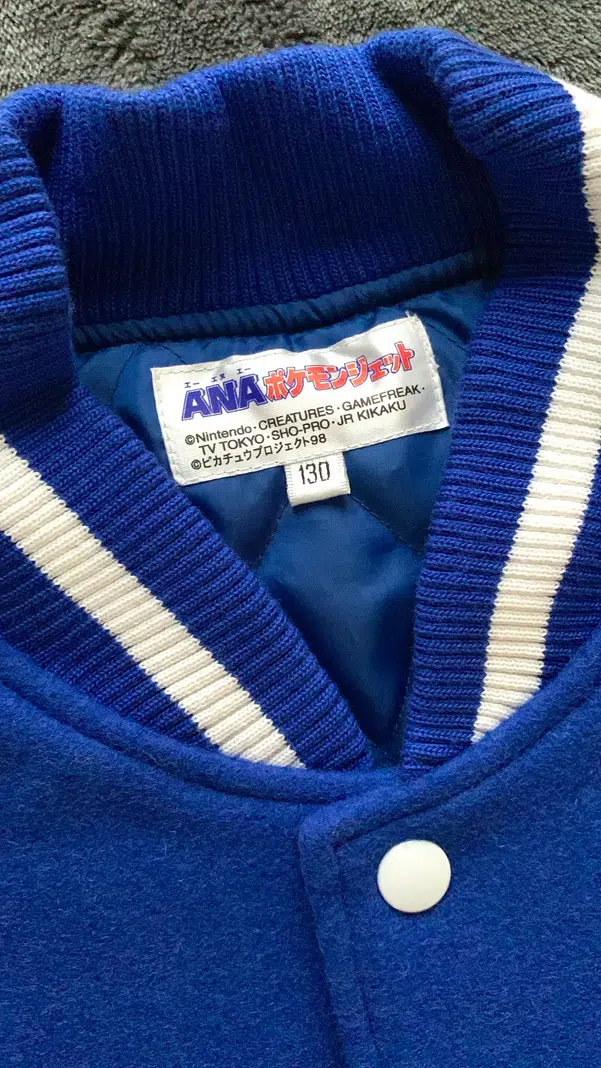 エー エヌ エー
ANAポケモンジェット
©Nintendo・CREATURES・GAMEFREAK・
TV TOKYO・SHO-PRO・JR KIKAKU
©ピカチュウプロジェクト98
130